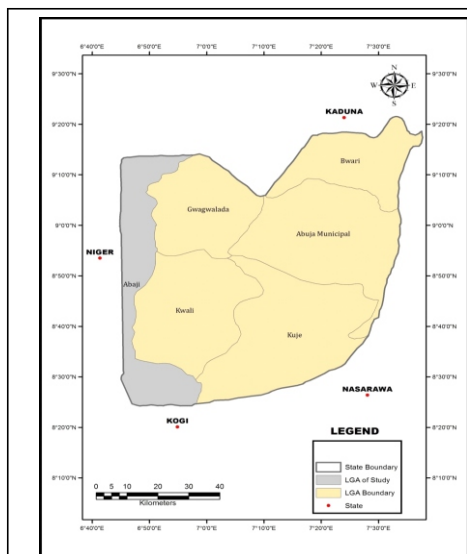 6°40'0"E 6°50'0"E 7°0'0"E 7°10'0"E 7°20'0"E 7°30'0"E
N
W E
S
9°30'0"N 9°30'0"N
KADUNA
9°20'0"N 9°20'0"N
Bwari
9°10'0"N 9°10'0"N
Gwagwalada
Abuja Municipal
9°0'0"N 9°0'0"N
NIGER
8°50'0"N 8°50'0"N
Abaji
Kwali
8°40'0"N 8°40'0"N
Kuje
8°30'0"N 8°30'0"N
NASARAWA
KOGI
8°20'0"N 8°20'0"N
LEGEND
State Boundary
LGA of Study
LGA Boundary
State
8°10'0"N 8°10'0"N
0 5 10 20 30 40
Kilometers
6°40'0"E 6°50'0"E 7°0'0"E 7°10'0"E 7°20'0"E 7°30'0"E